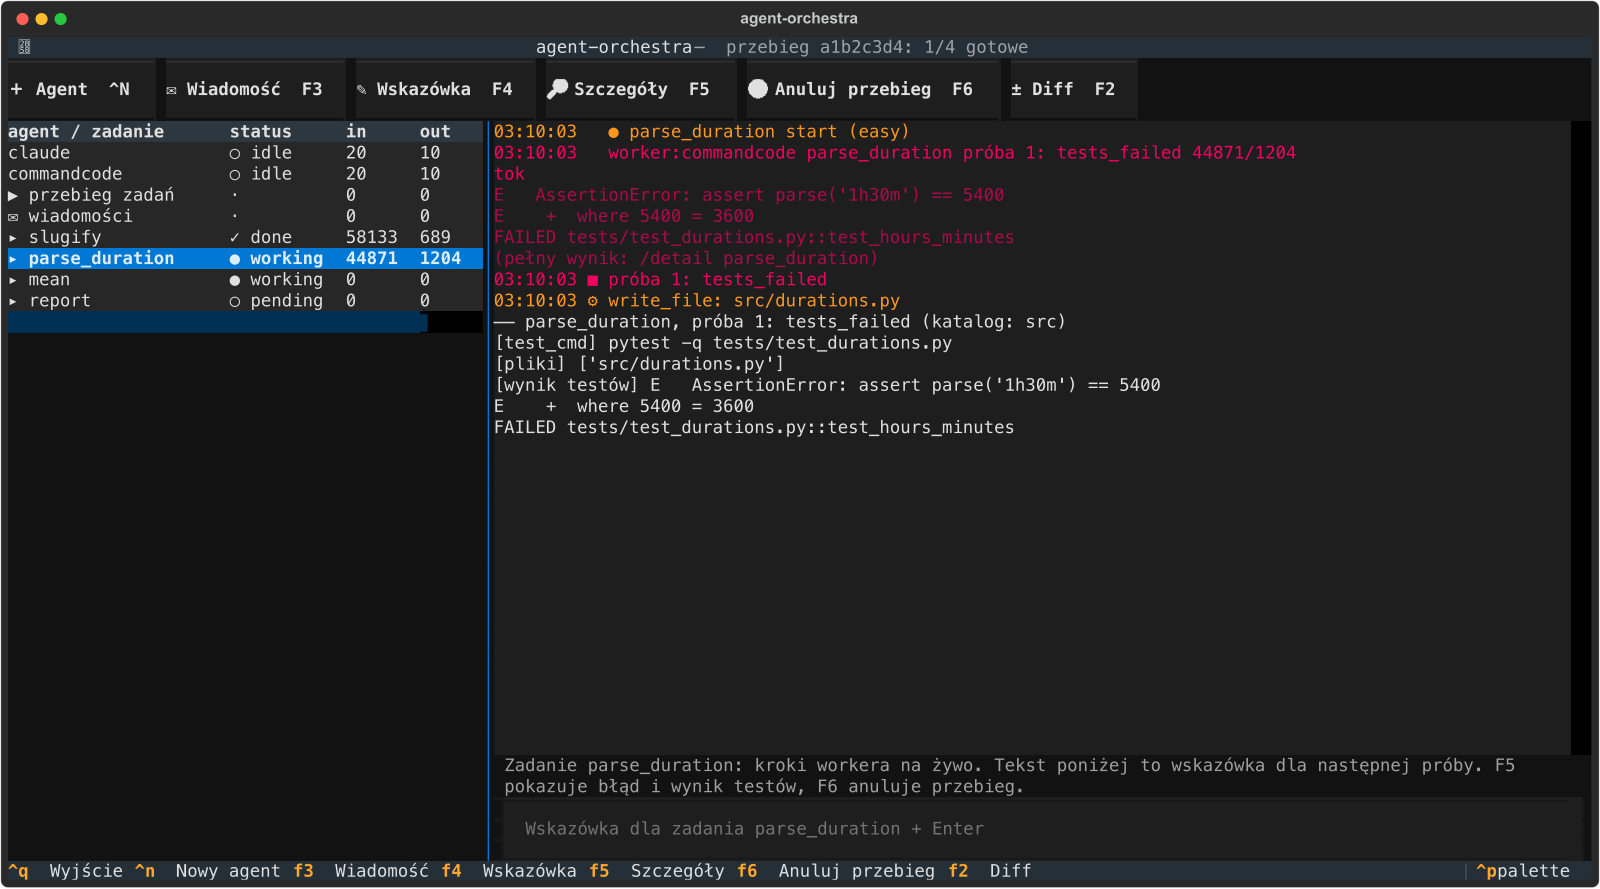 agent-orchestra
agent-orchestra— przebieg a1b2c3d4: 1/4 gotowe
+ Agent ^N ✉ Wiadomość F3 ✎ Wskazówka F4 🔎 Szczegóły F5 ⬤ Anuluj przebieg F6 ± Diff F2
agent / zadanie status in out
claude ○ idle 20 10
commandcode ○ idle 20 10
▶ przebieg zadań · 0 0
✉ wiadomości · 0 0
▸ slugify ✓ done 58133 689
▸ parse_duration ● working 44871 1204
▸ mean ● working 0 0
▸ report ○ pending 0 0
03:10:03 ● parse_duration start (easy)
03:10:03 worker:commandcode parse_duration próba 1: tests_failed 44871/1204
tok
E AssertionError: assert parse('1h30m') == 5400
E + where 5400 = 3600
FAILED tests/test_durations.py::test_hours_minutes
(pełny wynik: /detail parse_duration)
03:10:03 ■ próba 1: tests_failed
03:10:03 ⚙ write_file: src/durations.py
—— parse_duration, próba 1: tests_failed (katalog: src)
[test_cmd] pytest -q tests/test_durations.py
[pliki] ['src/durations.py']
[wynik testów] E AssertionError: assert parse('1h30m') == 5400
E + where 5400 = 3600
FAILED tests/test_durations.py::test_hours_minutes
Zadanie parse_duration: kroki workera na żywo. Tekst poniżej to wskazówka dla następnej próby. F5
pokazuje błąd i wynik testów, F6 anuluje przebieg.
Wskazówka dla zadania parse_duration + Enter
^q Wyjście ^n Nowy agent f3 Wiadomość f4 Wskazówka f5 Szczegóły f6 Anuluj przebieg f2 Diff ^ppalette